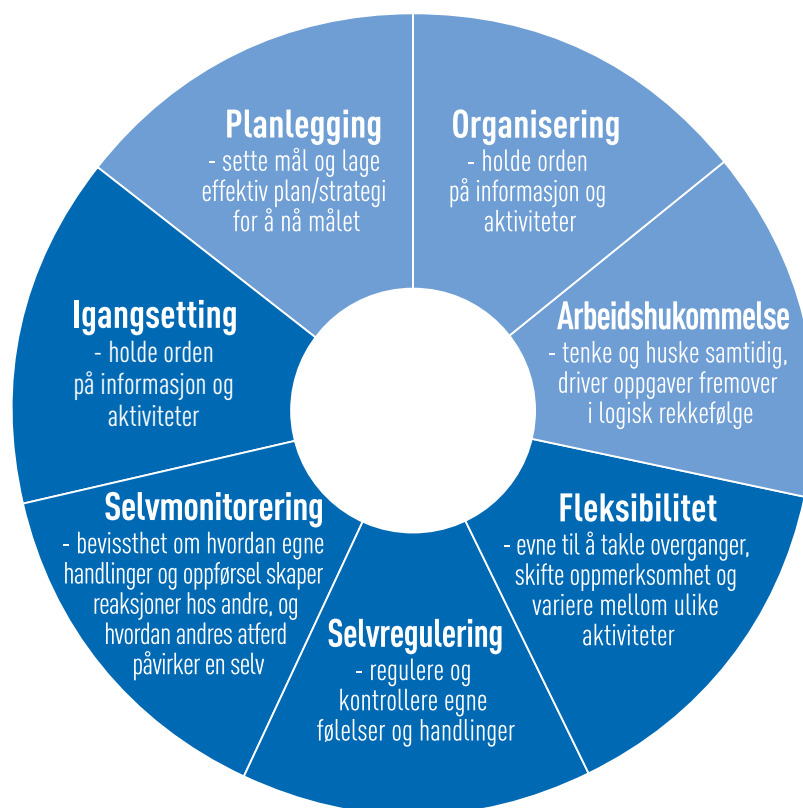 Planlegging
- sette mål og lage
effektiv plan/strategi
for å nå målet
Organisering
- holde orden
på informasjon og
aktiviteter
Arbeidshukommelse
- tenke og huske samtidig,
driver oppgaver fremover
i logisk rekkefølge
Fleksibilitet
- evne til å takle overganger,
skifte oppmerksomhet og
variere mellom ulike
aktiviteter
Selvregulering
- regulere og
kontrollere egne
følelser og handlinger
Selvmonitorering
- bevissthet om hvordan egne
handlinger og oppførsel skaper
reaksjoner hos andre, og
hvordan andres atferd
påvirker en selv
Igangsetting
- holde orden
på informasjon og
aktiviteter